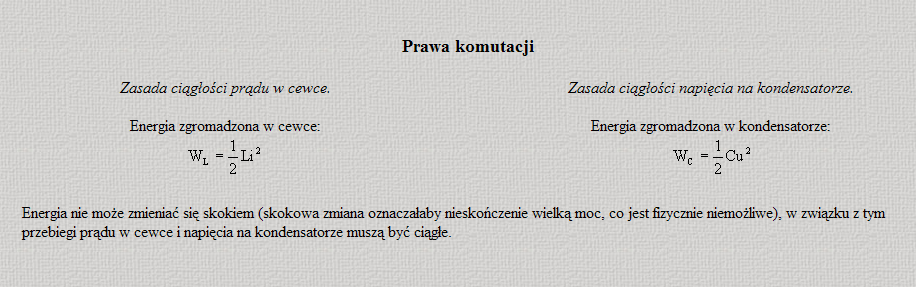 Prawa komutacji
Zasada ciągłości prądu w cewce.
Energia zgromadzona w cewce:
W_L = 1/2 Li²
Zasada ciągłości napięcia na kondensatorze.
Energia zgromadzona w kondensatorze:
W_C = 1/2 Cu²
Energia nie może zmieniać się skokiem (skokowa zmiana oznaczałaby nieskończenie wielką moc, co jest fizycznie niemożliwe), w związku z tym
przebiegi prądu w cewce i napięcia na kondensatorze muszą być ciągłe.